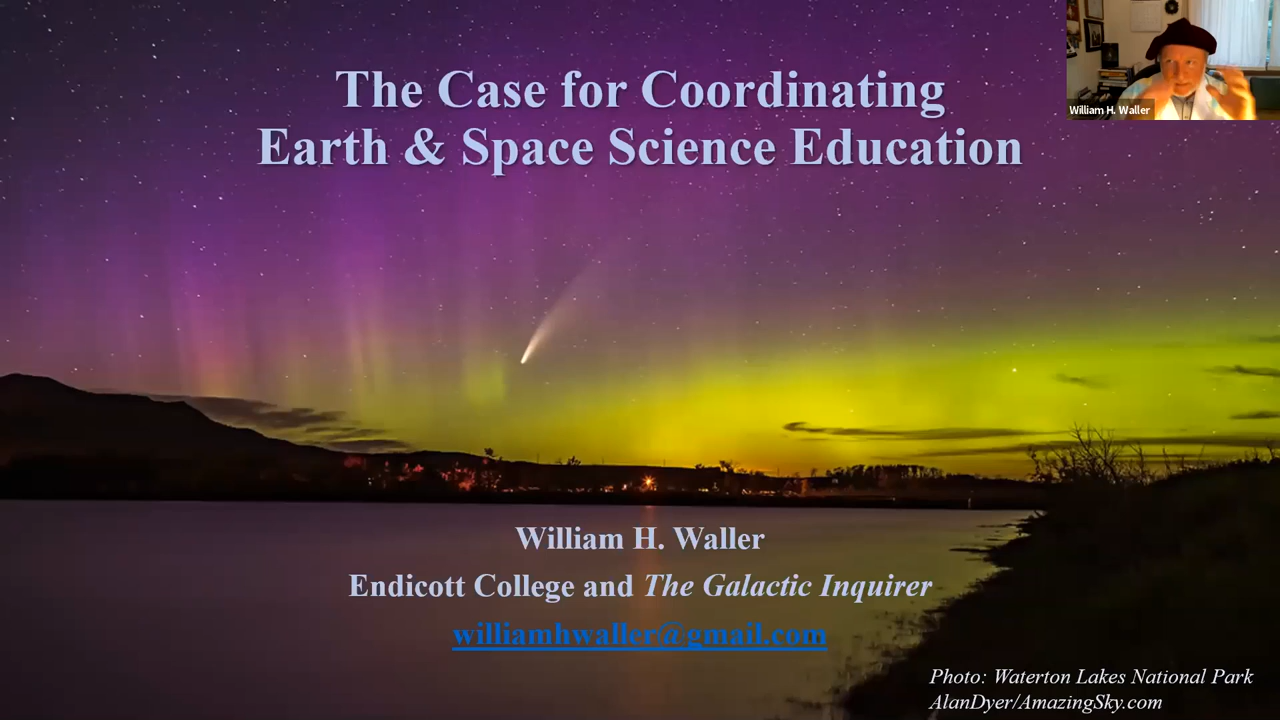 The Case for Coordinating
Earth & Space Science Education
William H. Waller
William H. Waller
Endicott College and The Galactic Inquirer
williamhwaller@gmail.com
Photo: Waterton Lakes National Park
AlanDyer/AmazingSky.com